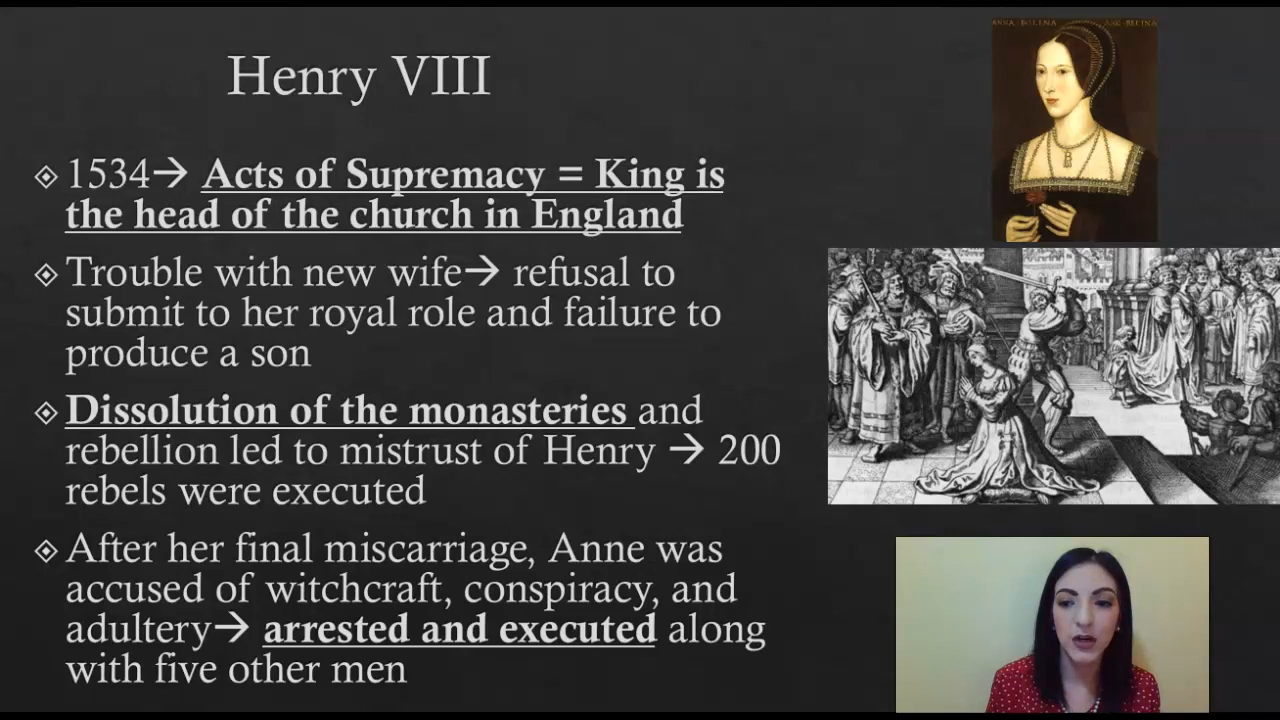 Henry VIII
1534→ Acts of Supremacy = King is
the head of the church in England
Trouble with new wife→ refusal to
submit to her royal role and failure to
produce a son
Dissolution of the monasteries and
rebellion led to mistrust of Henry → 200
rebels were executed
After her final miscarriage, Anne was
accused of witchcraft, conspiracy, and
adultery→ arrested and executed along
with five other men